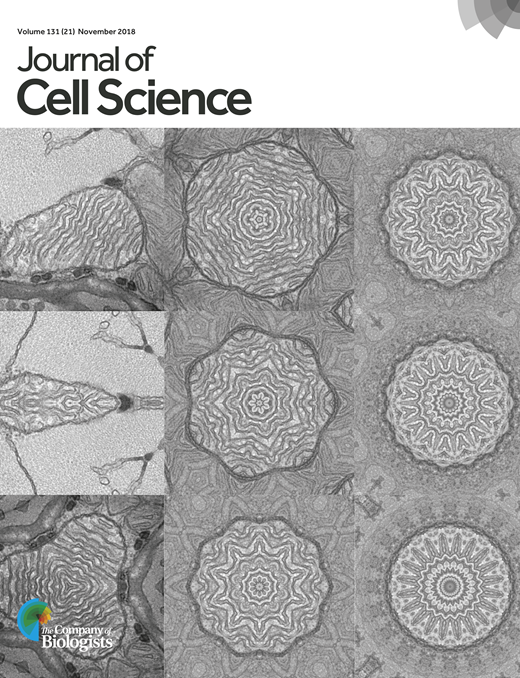 Volume 131 (21) November 2018
Journal of
Cell Science
The Company of
Biologists